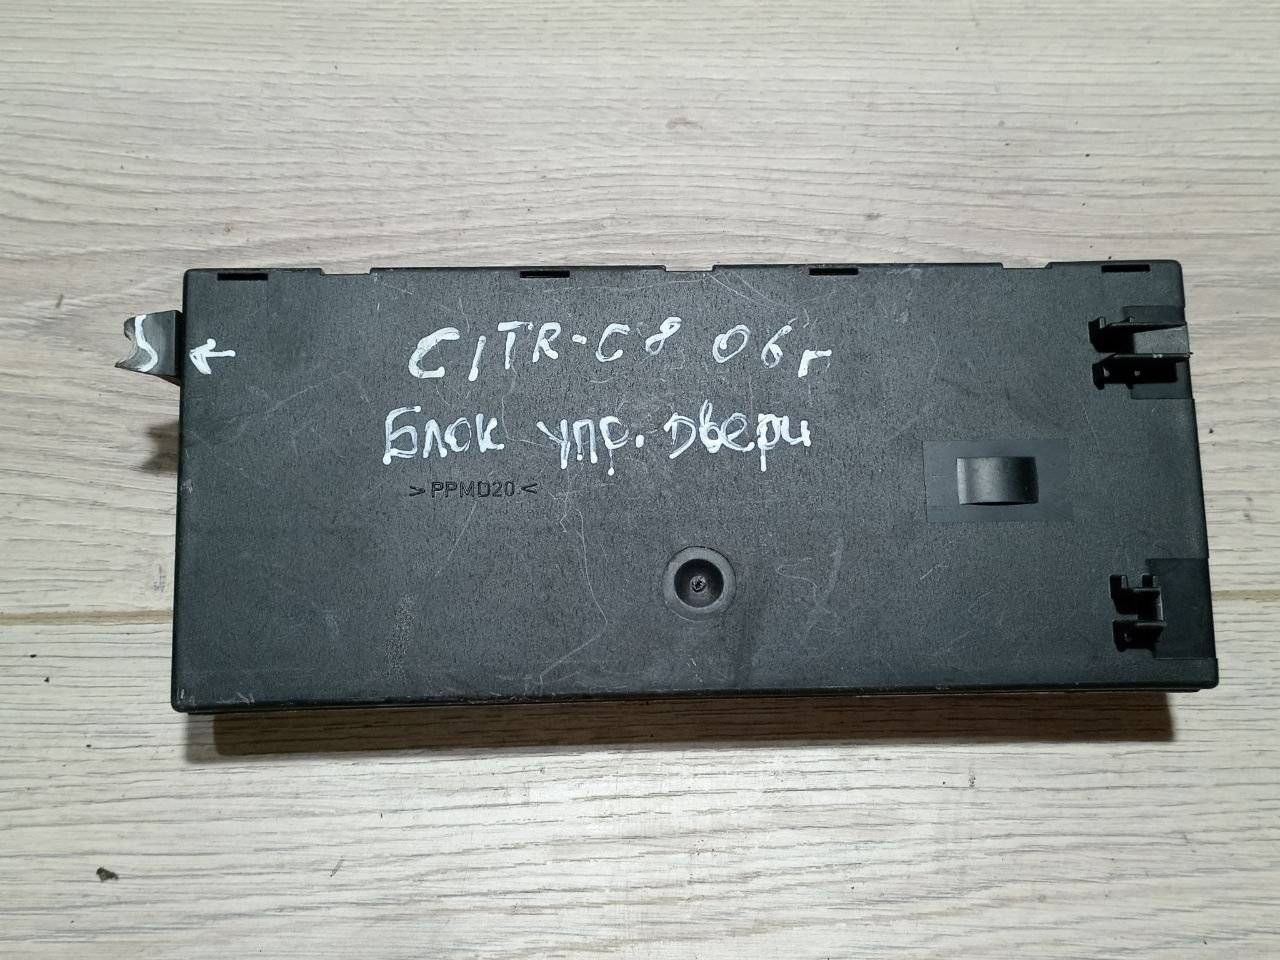 CITR-C8 06г
Блок упр. двери
>PPMD20<